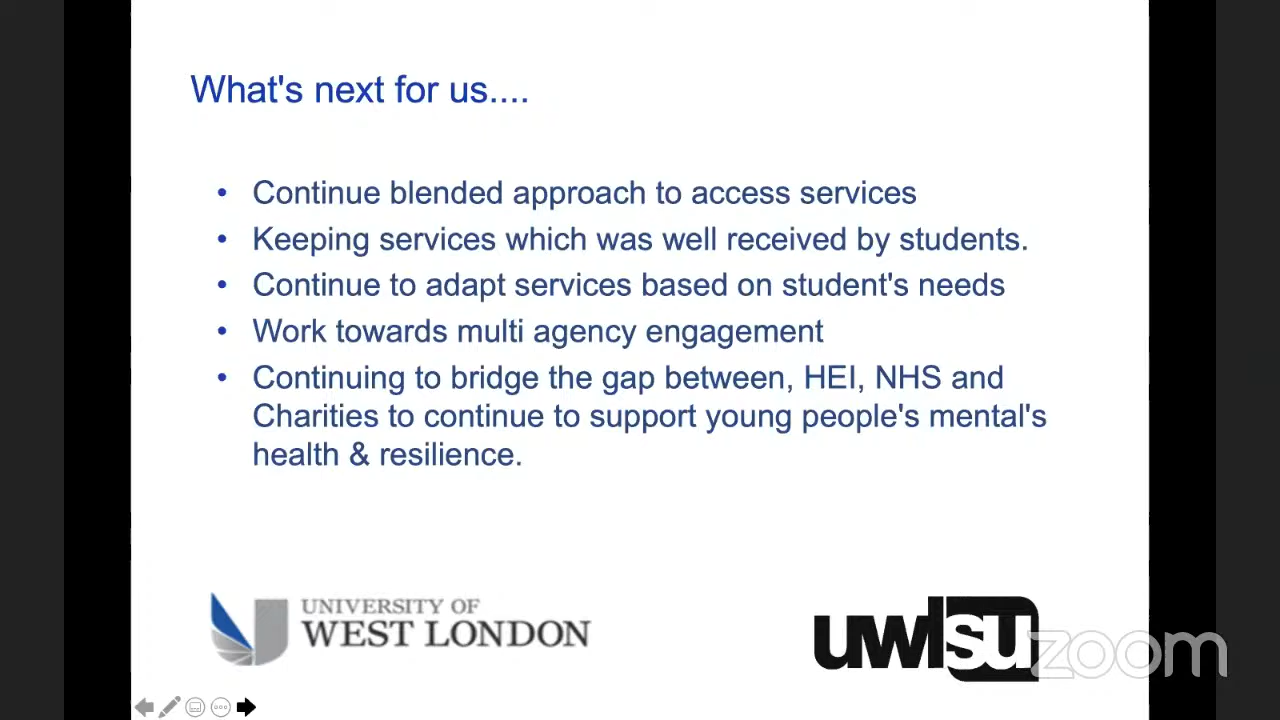 What's next for us....
• Continue blended approach to access services
• Keeping services which was well received by students.
• Continue to adapt services based on student's needs
• Work towards multi agency engagement
• Continuing to bridge the gap between, HEI, NHS and
Charities to continue to support young people's mental's
health & resilience.
UNIVERSITY OF
WEST LONDON
uwlsu
zoom